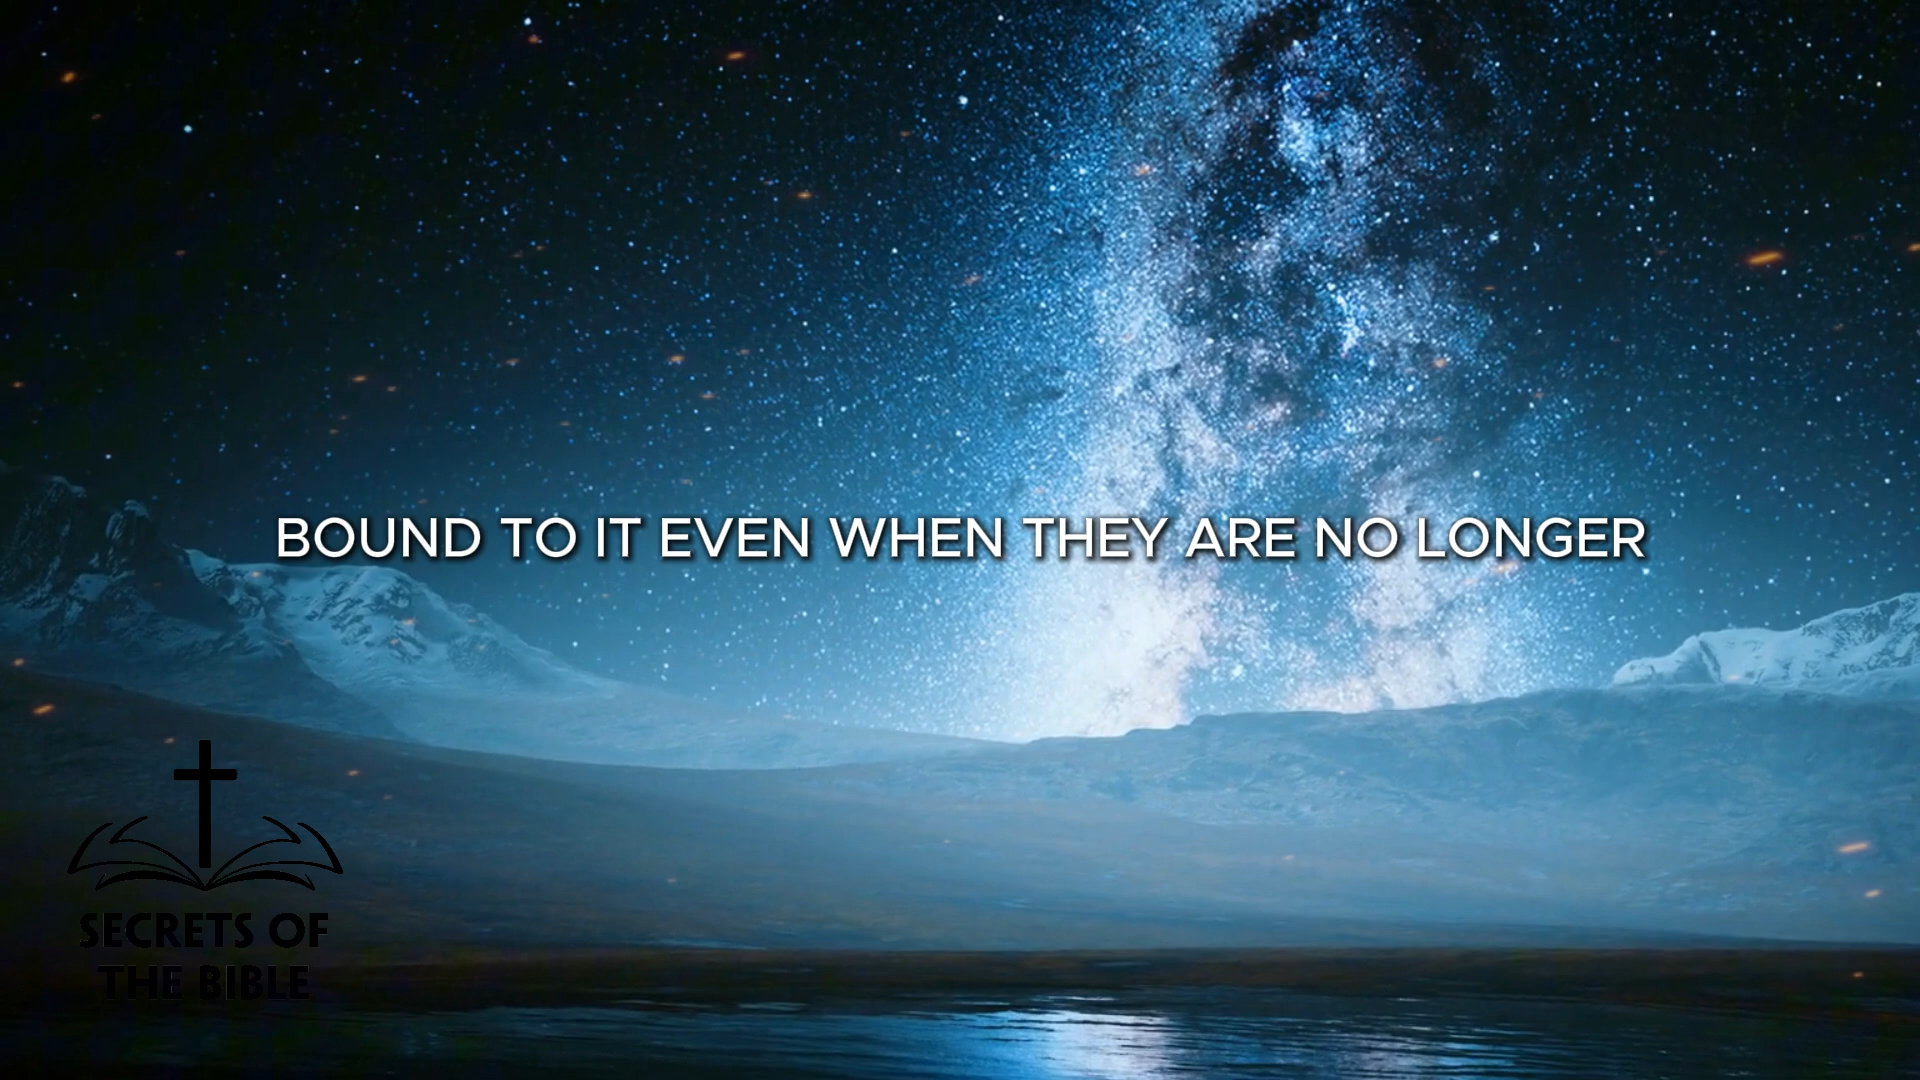 BOUND TO IT EVEN WHEN THEY ARE NO LONGER
SECRETS OF
THE BIBLE